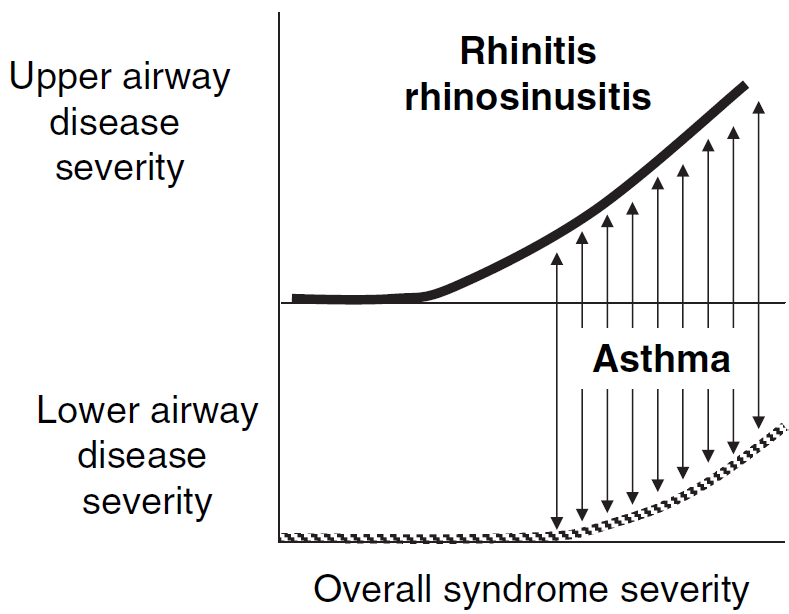 Upper airway
disease
severity
Rhinitis
rhinosinusitis
Asthma
Lower airway
disease
severity
Overall syndrome severity